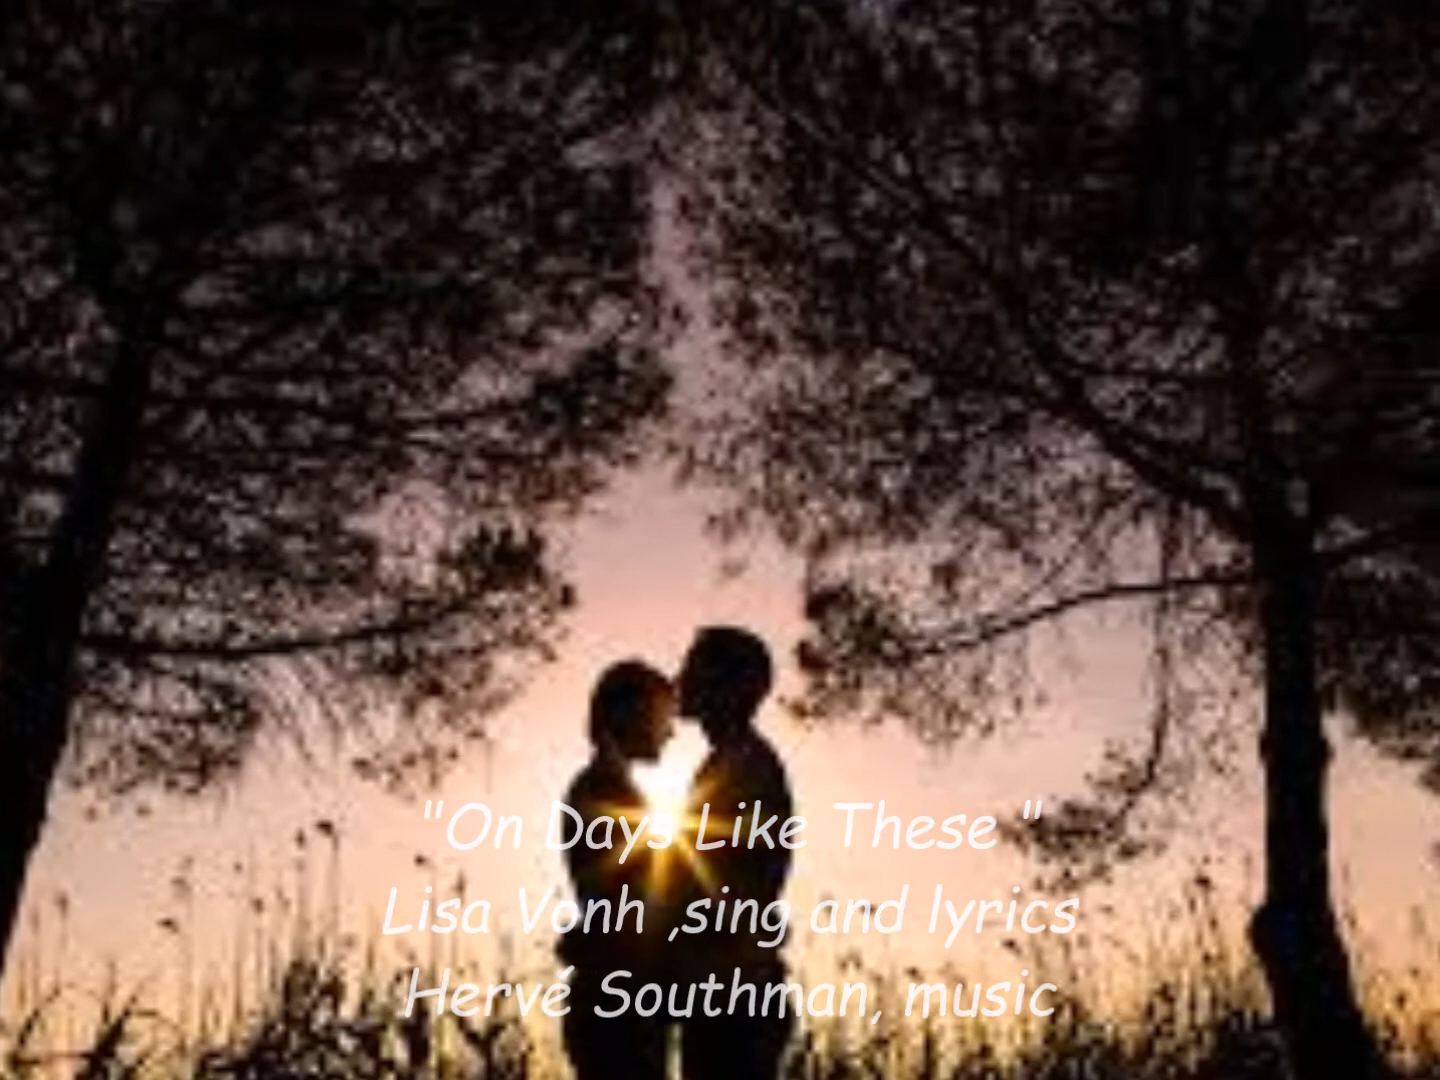 "On Days Like These "
Lisa Vonh ,sing and lyrics
Hervé Southman, music